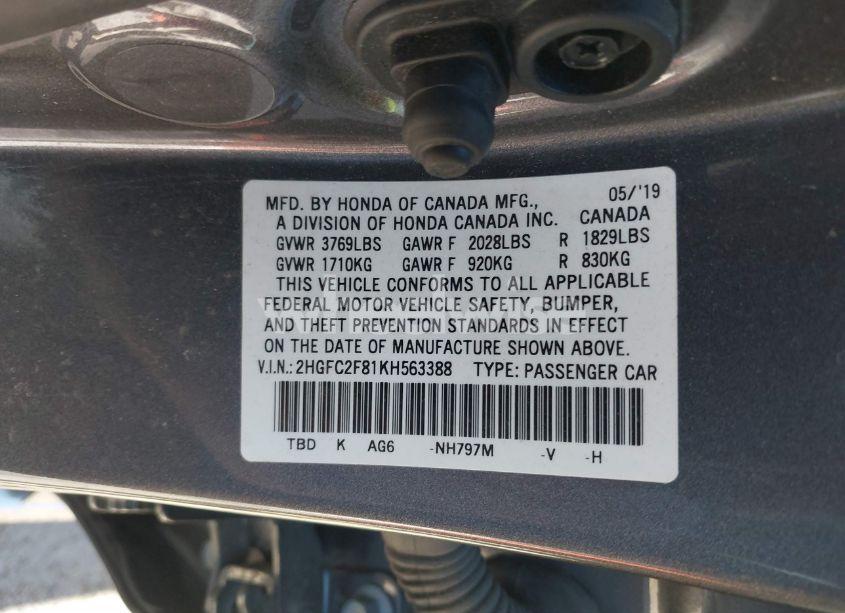 MFD. BY HONDA OF CANADA MFG., 05/'19
A DIVISION OF HONDA CANADA INC. CANADA
GVWR 3769LBS GAWR F 2028LBS R 1829LBS
GVWR 1710KG GAWR F 920KG R 830KG
THIS VEHICLE CONFORMS TO ALL APPLICABLE
FEDERAL MOTOR VEHICLE SAFETY, BUMPER,
AND THEFT PREVENTION STANDARDS IN EFFECT
ON THE DATE OF MANUFACTURE SHOWN ABOVE.
V.I.N.: 2HGFC2F81KH563388 TYPE: PASSENGER CAR
TBD K AG6 -NH797M -V -H